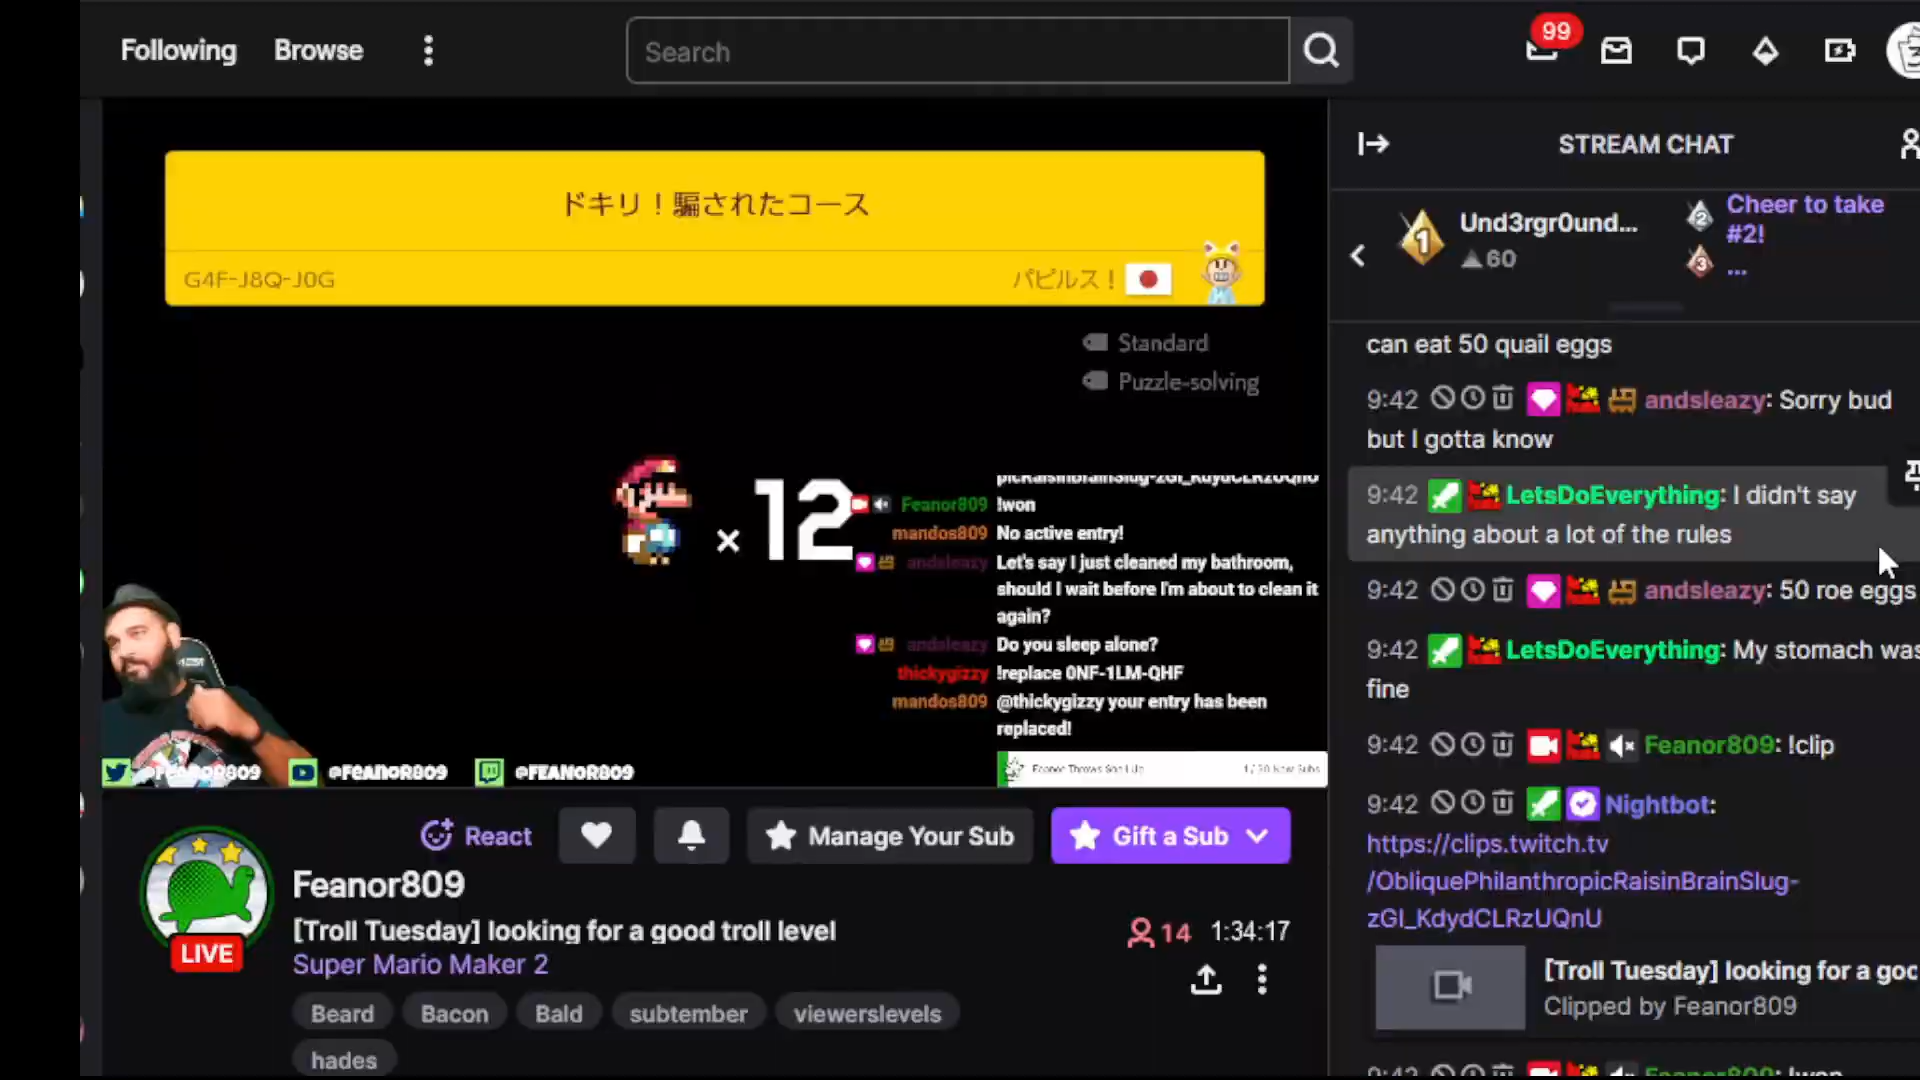 Following
Browse
Search
99
ドキリ！騙されたコース
G4F-J8Q-J0G
パピルス！
Standard
Puzzle-solving
× 12
Feanor809 !won
mandos809 No active entry!
andsleazy Let's say I just cleaned my bathroom,
should I wait before I'm about to clean it
again?
andsleazy Do you sleep alone?
thickygizzy !replace 0NF-1LM-QHF
mandos809 @thickygizzy your entry has been
replaced!
@FEANOR809
@FEANOR809
@FEANOR809
React
Manage Your Sub
Gift a Sub
Feanor809
LIVE
[Troll Tuesday] looking for a good troll level
14
1:34:17
Super Mario Maker 2
Beard
Bacon
Bald
subtember
viewerslevels
hades
STREAM CHAT
1
Und3rgr0und...
60
2
Cheer to take
#2!
3
...
can eat 50 quail eggs
9:42 andsleazy: Sorry bud
but I gotta know
9:42 LetsDoEverything: I didn't say
anything about a lot of the rules
9:42 andsleazy: 50 roe eggs
9:42 LetsDoEverything: My stomach was
fine
9:42 Feanor809: !clip
9:42 Nightbot:
https://clips.twitch.tv
/ObliquePhilanthropicRaisinBrainSlug-
zGI_KdydCLRzUQnU
[Troll Tuesday] looking for a goo
Clipped by Feanor809
9:42 Feanor809: !won